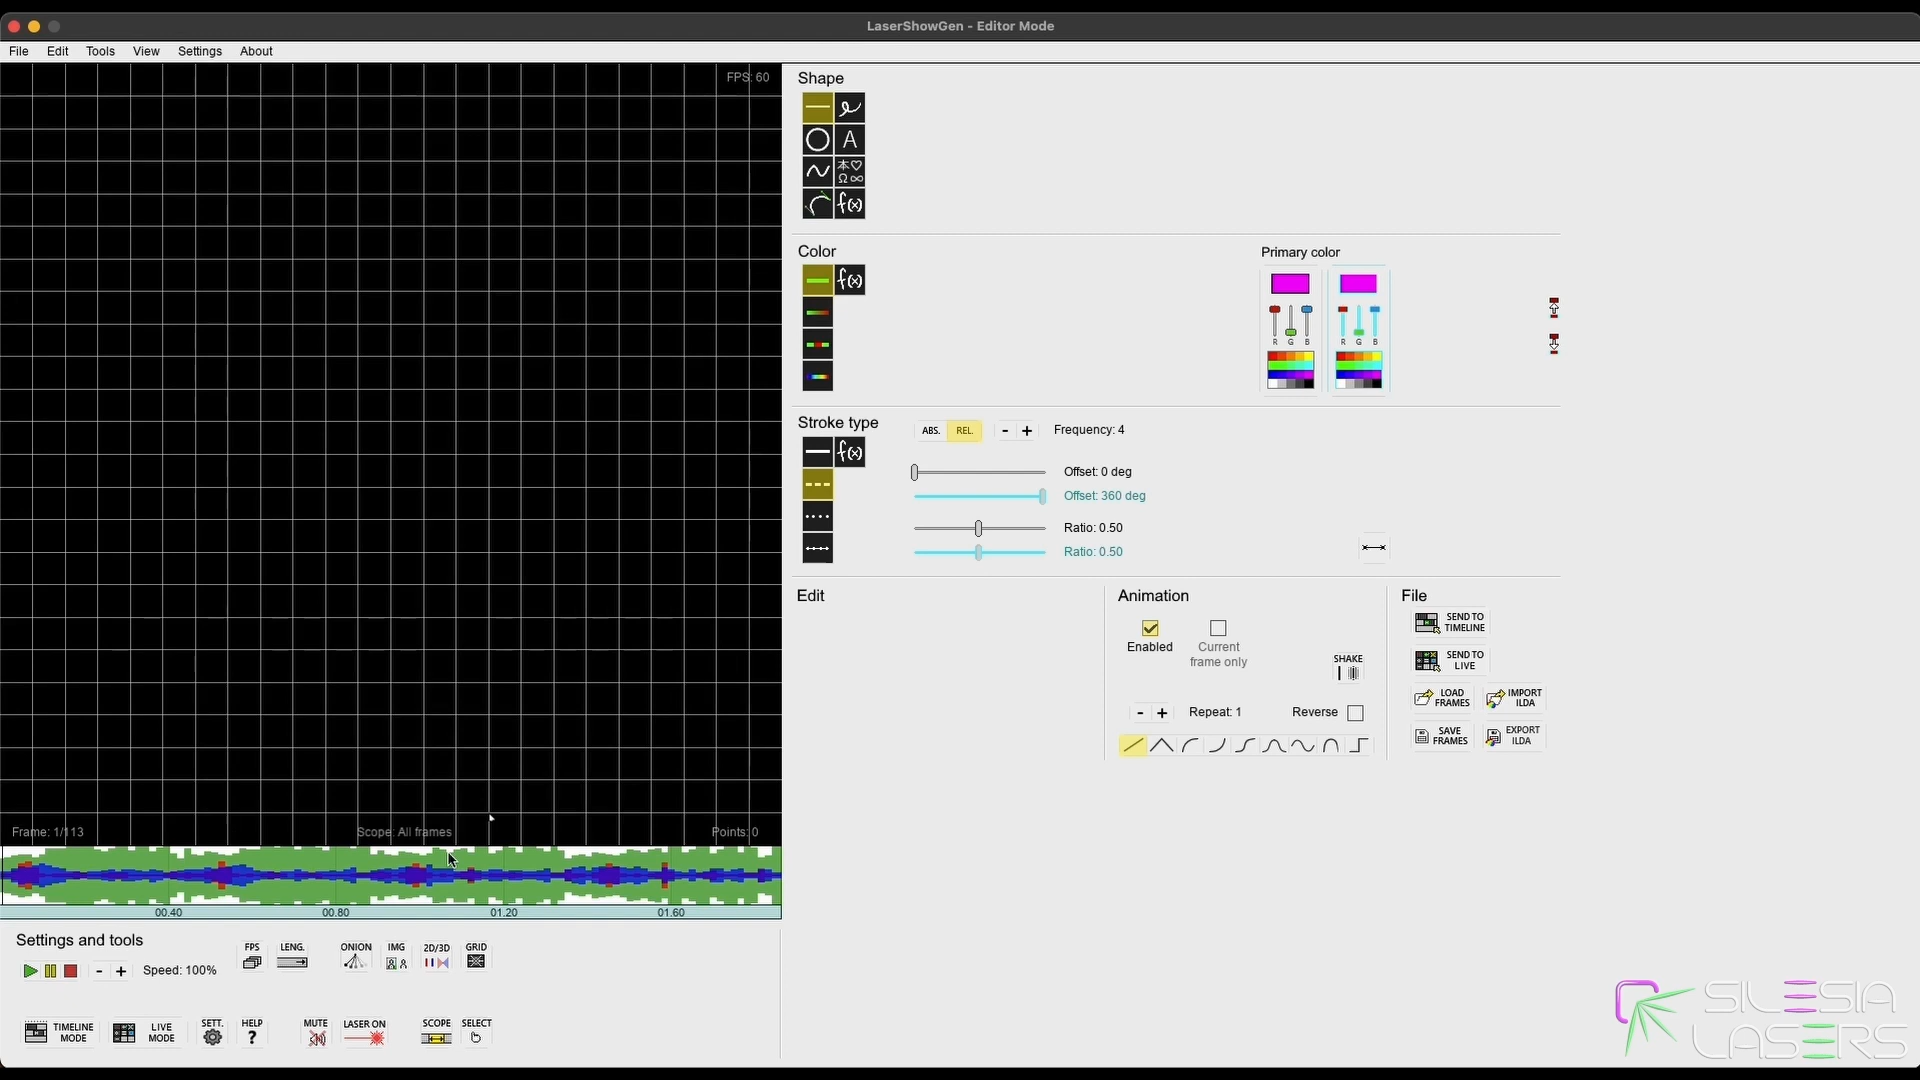 LaserShowGen - Editor Mode
File Edit Tools View Settings About
FPS: 60
Shape
A
本♡
Ω∞
f(x)
Color
f(x)
Primary color
R G B
R G B
Stroke type
f(x)
ABS. REL. - + Frequency: 4
Offset: 0 deg
Offset: 360 deg
Ratio: 0.50
Ratio: 0.50
Edit
Animation
Enabled
Current
frame only
SHAKE
- + Repeat: 1 Reverse
File
SEND TO
TIMELINE
SEND TO
LIVE
LOAD
FRAMES
IMPORT
ILDA
SAVE
FRAMES
EXPORT
ILDA
Frame: 1/113 Scope: All frames Points: 0
00.40 00.80 01.20 01.60
Settings and tools
- + Speed: 100%
FPS LENG. ONION IMG 2D/3D GRID
TIMELINE
MODE
LIVE
MODE
SETT. HELP
?
MUTE LASER ON SCOPE SELECT
SILESIA
LASERS